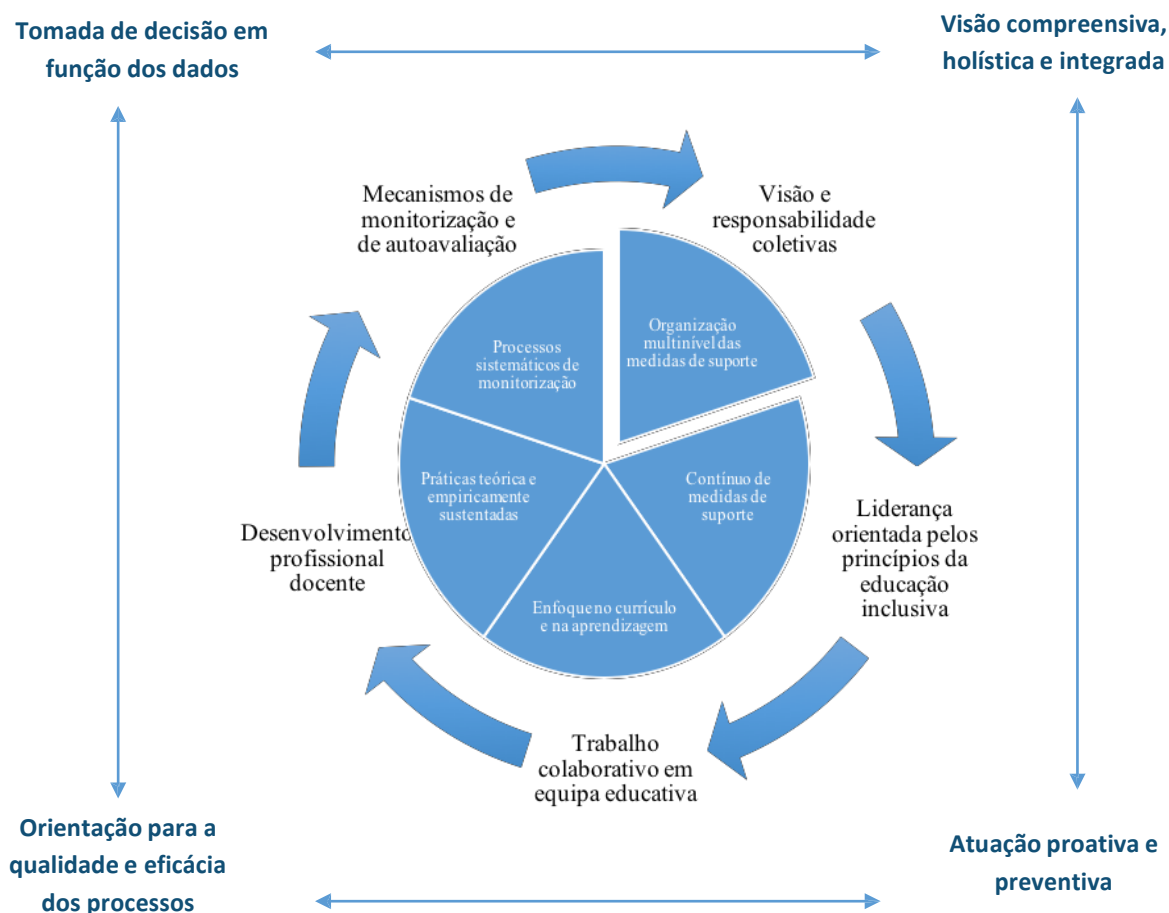 Tomada de decisão em
função dos dados
Visão compreensiva,
holística e integrada
Mecanismos de
monitorização e
de autoavaliação
Visão e
responsabilidade
coletivas
Processos
sistemáticos de
monitorização
Organização
multinível das
medidas de suporte
Práticas teórica e
empiricamente
sustentadas
Contínuo de
medidas de
suporte
Enfoque no currículo
e na aprendizagem
Desenvolvimento
profissional
docente
Liderança
orientada pelos
princípios da
educação
inclusiva
Trabalho
colaborativo em
equipa educativa
Orientação para a
qualidade e eficácia
dos processos
Atuação proativa e
preventiva